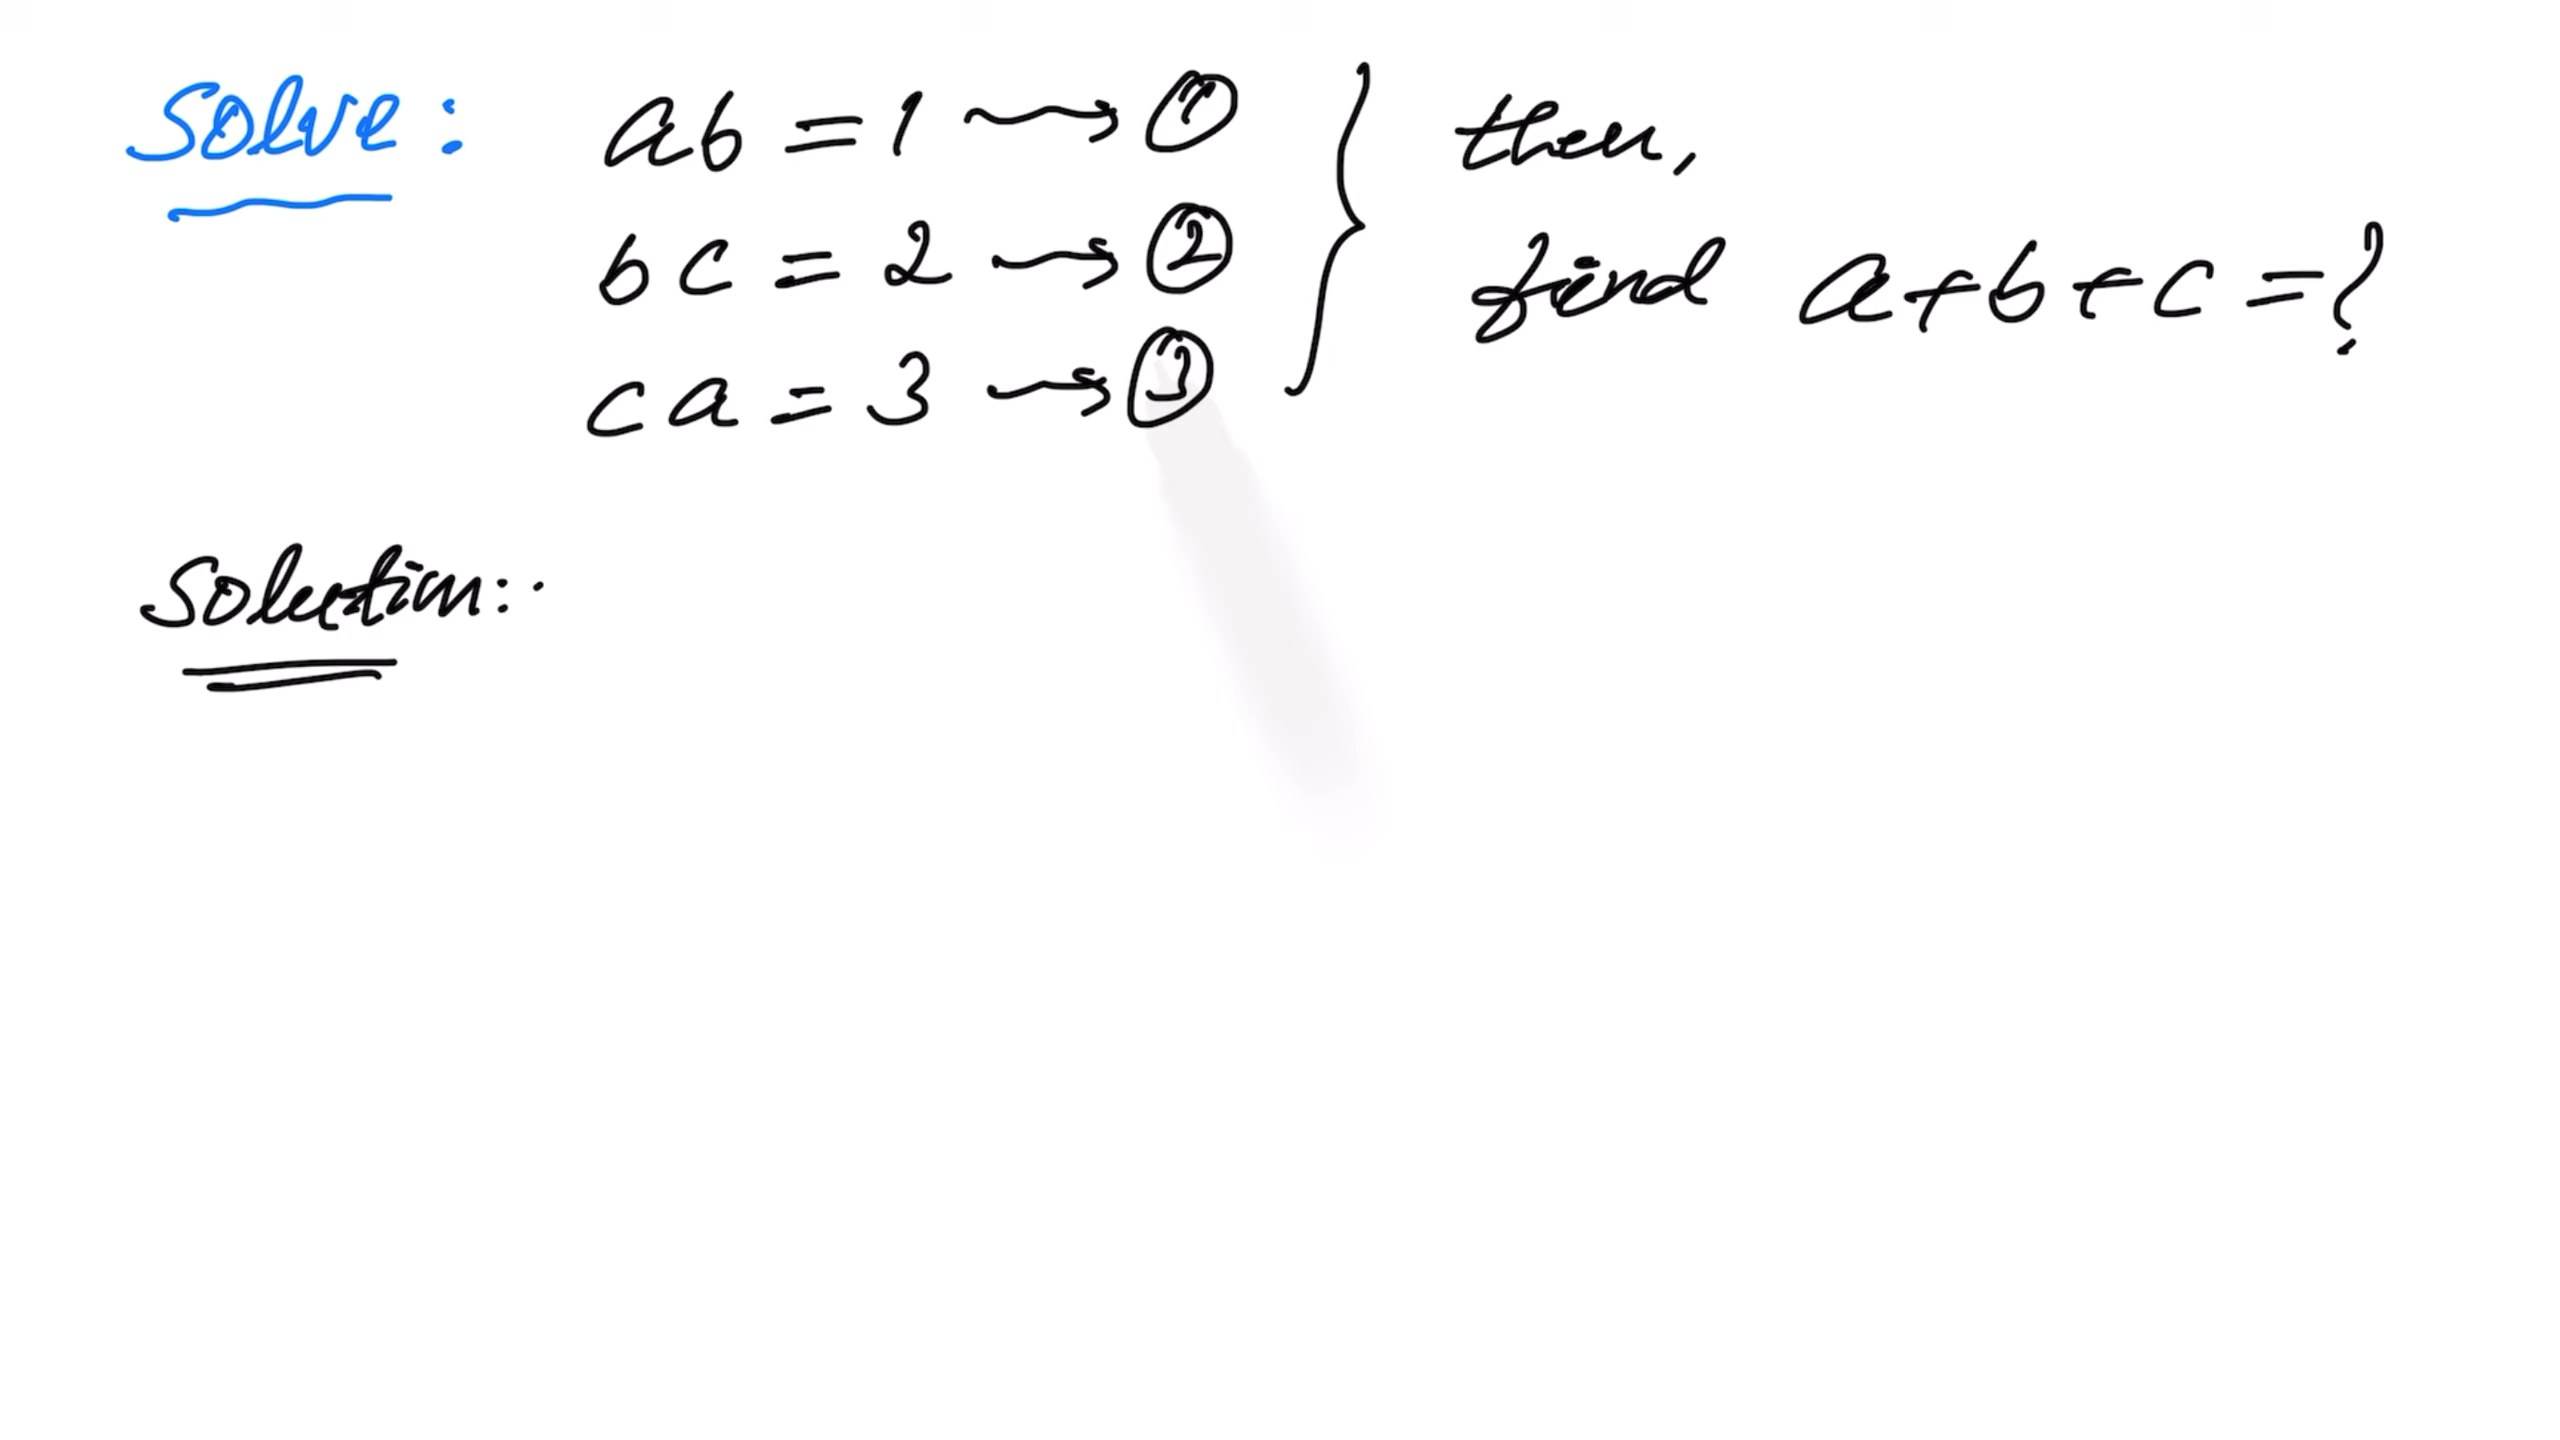 Solve: ab = 1 → ①
bc = 2 → ②
ca = 3 → ③
then,
find a+b+c = ?
Solution:·